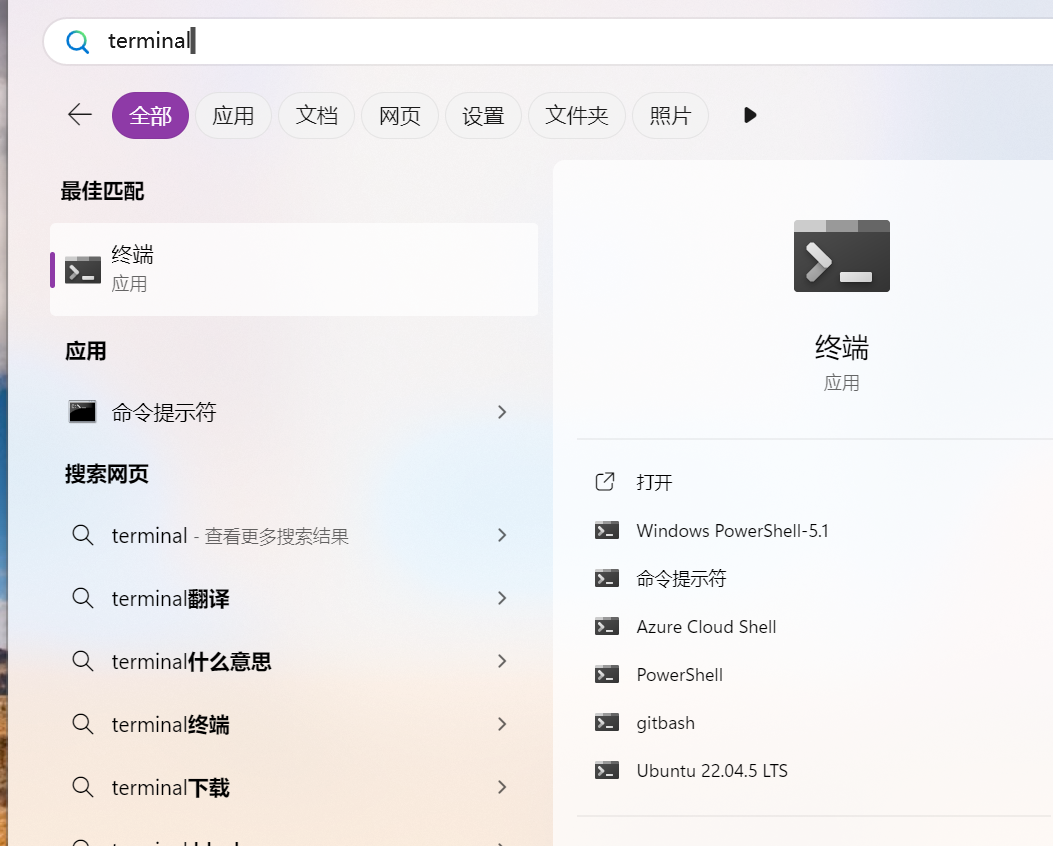 terminal
全部 应用 文档 网页 设置 文件夹 照片
最佳匹配
终端
应用
应用
命令提示符
搜索网页
terminal - 查看更多搜索结果
terminal翻译
terminal什么意思
terminal终端
terminal下载
终端
应用
打开
Windows PowerShell-5.1
命令提示符
Azure Cloud Shell
PowerShell
gitbash
Ubuntu 22.04.5 LTS